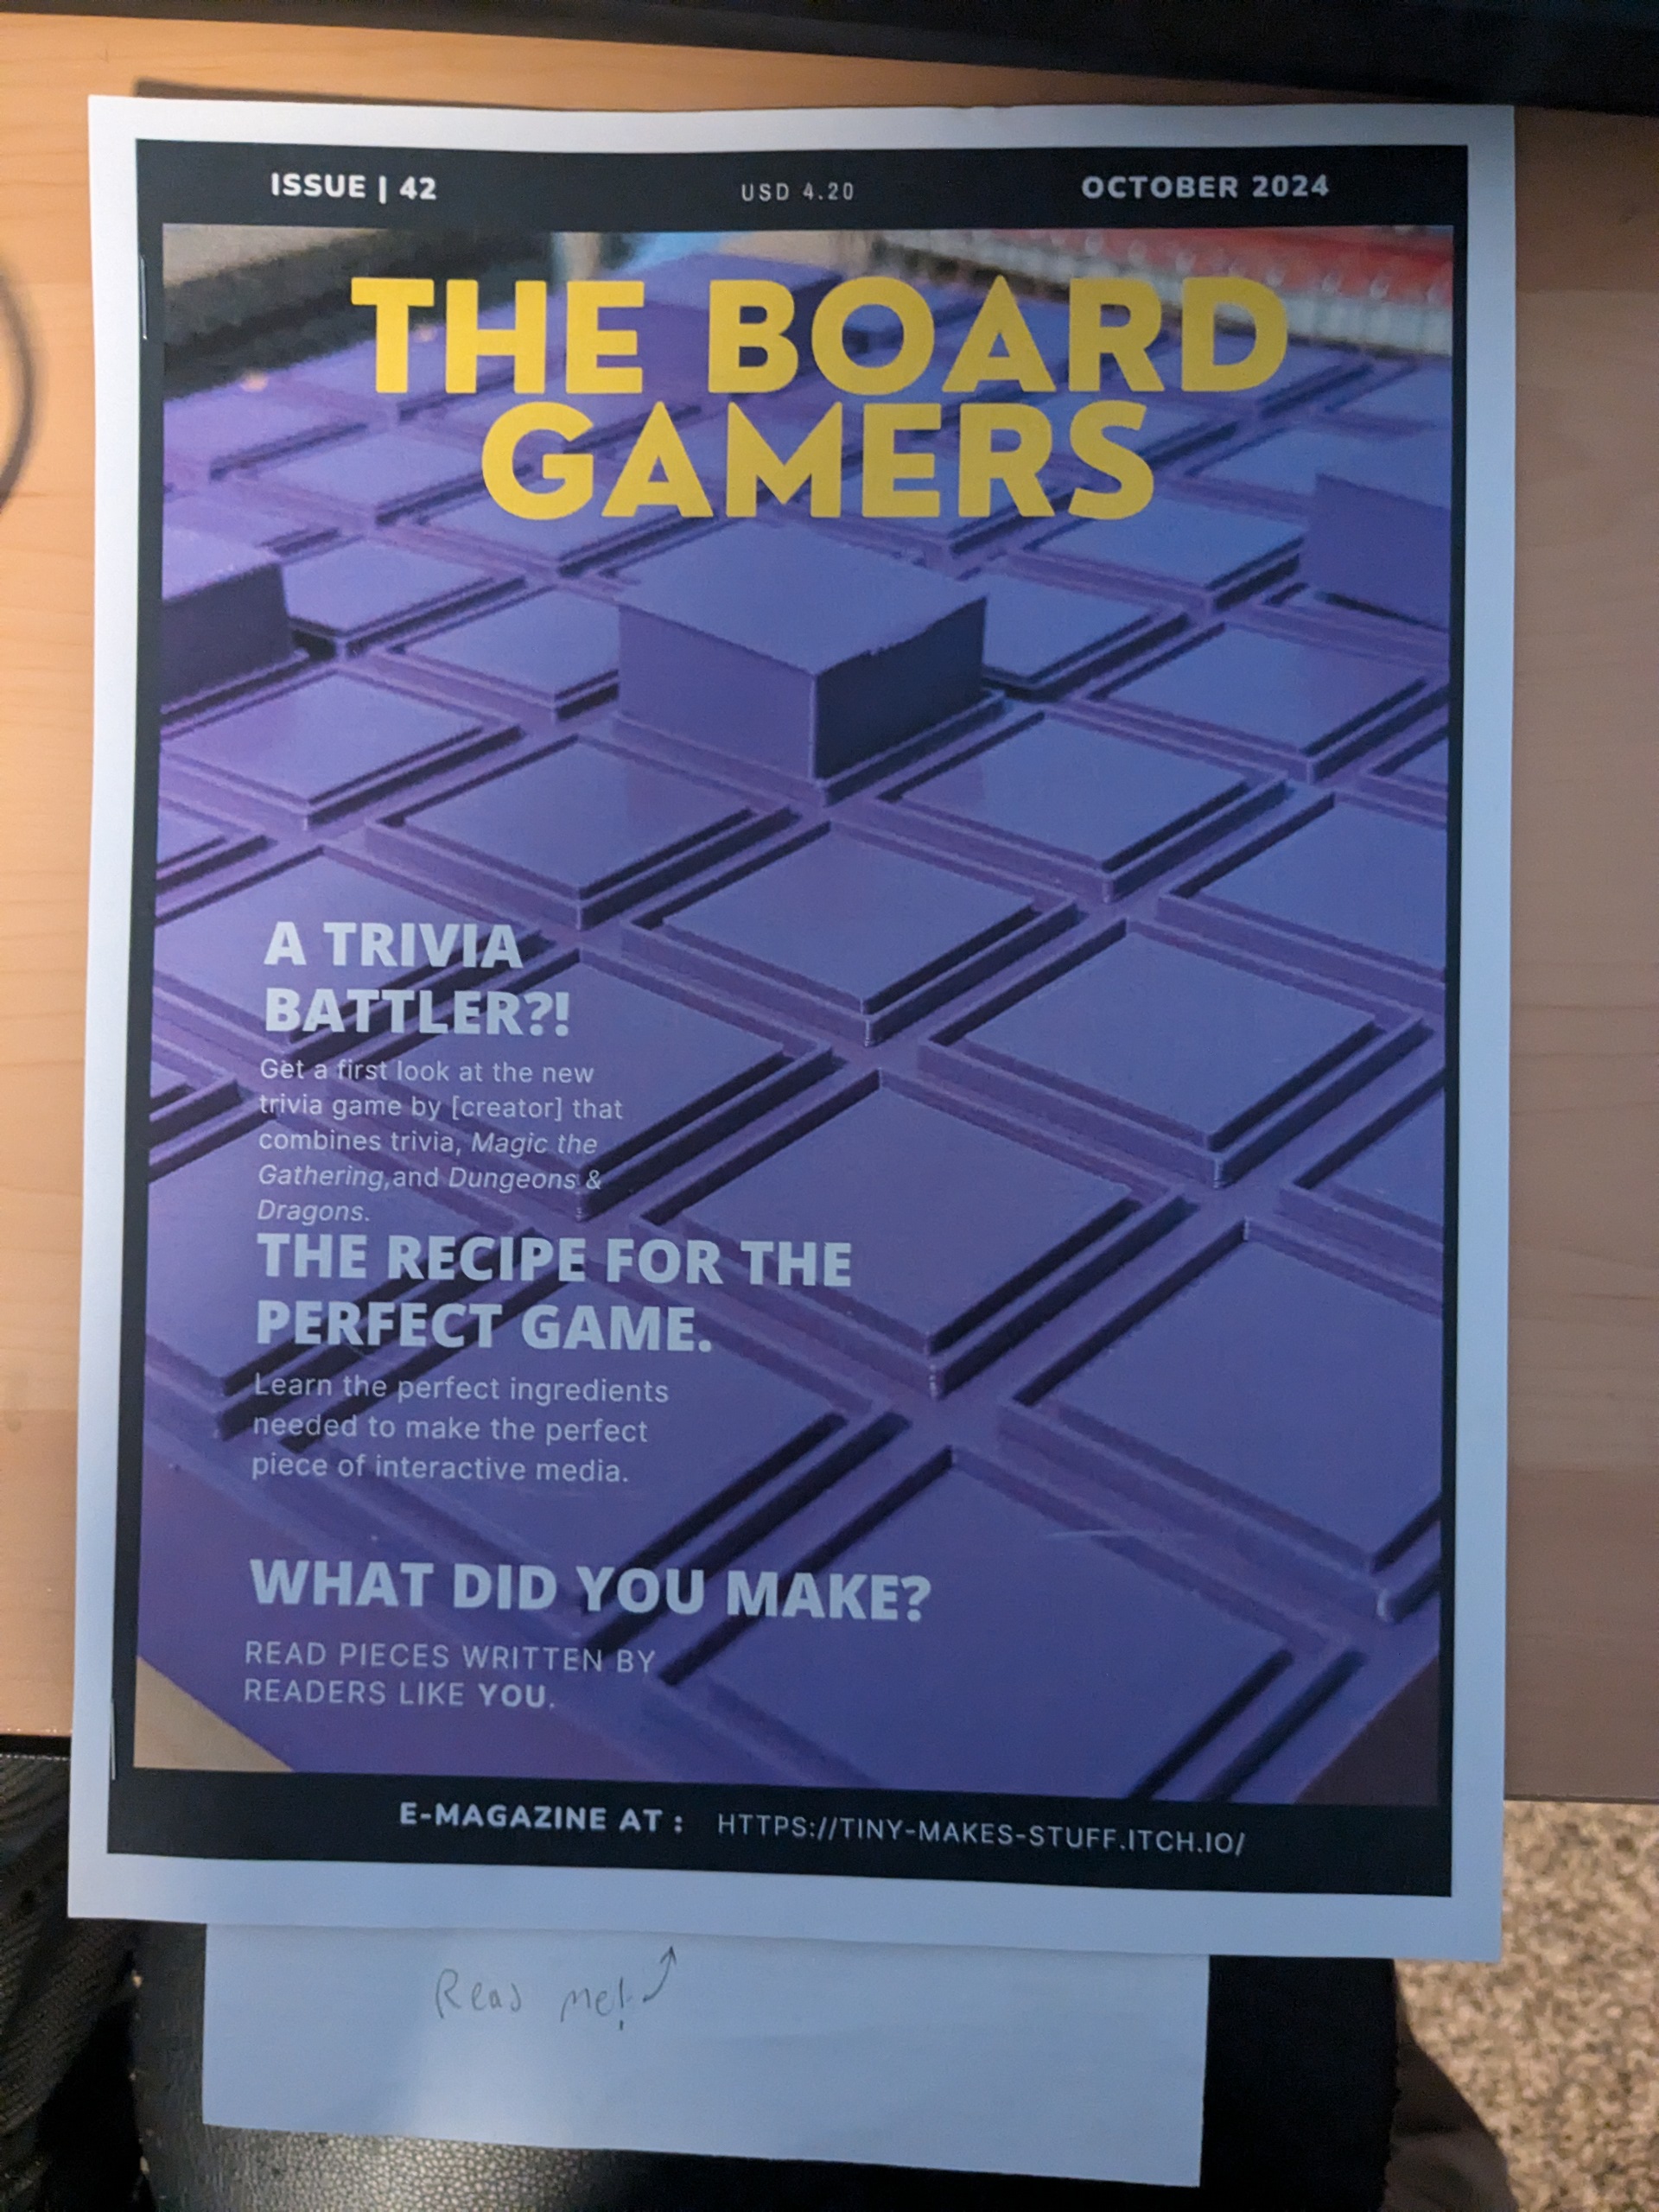 ISSUE | 42
USD 4.20
OCTOBER 2024
THE BOARD
GAMERS
A TRIVIA
BATTLER?!
Get a first look at the new
trivia game by [creator] that
combines trivia, Magic the
Gathering,and Dungeons &
Dragons.
THE RECIPE FOR THE
PERFECT GAME.
Learn the perfect ingredients
needed to make the perfect
piece of interactive media.
WHAT DID YOU MAKE?
READ PIECES WRITTEN BY
READERS LIKE YOU.
E-MAGAZINE AT : HTTPS://TINY-MAKES-STUFF.ITCH.IO/
Read me!